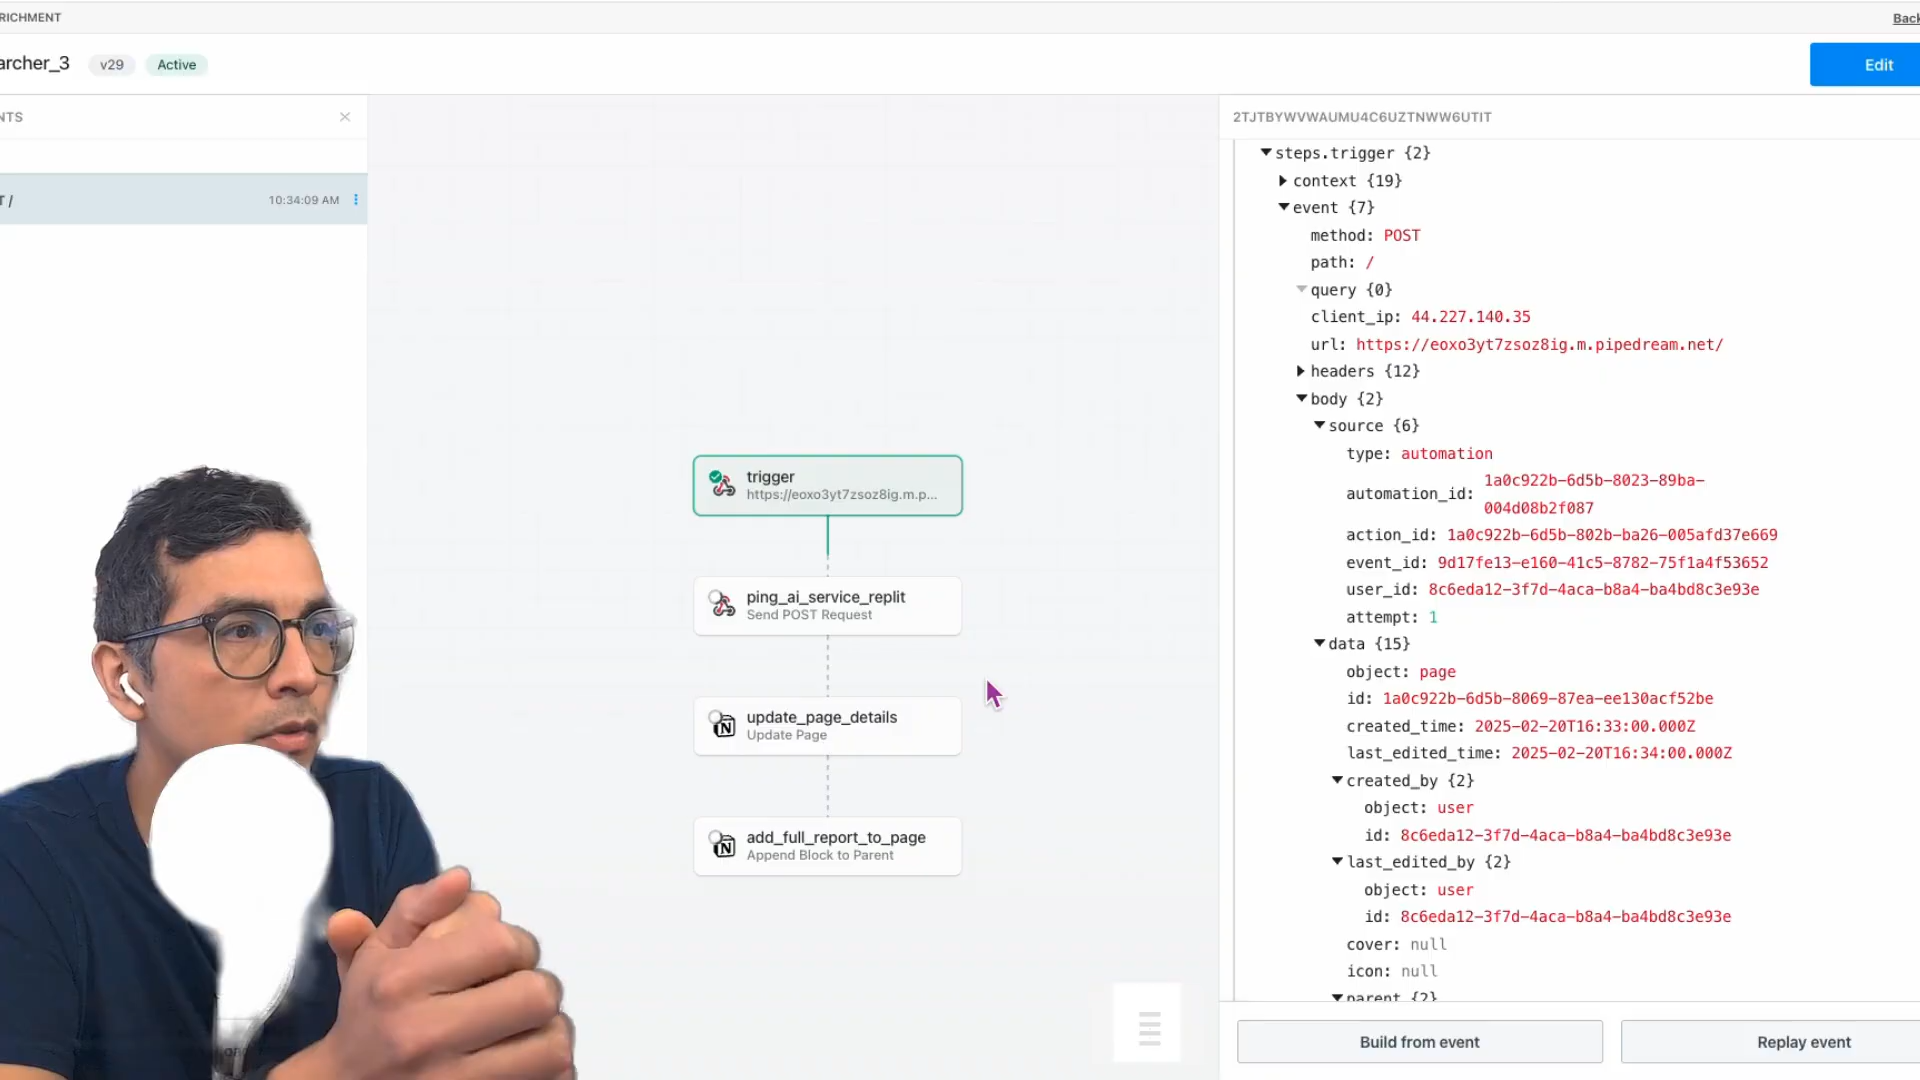 RICHMENT
Back
archer_3
v29
Active
Edit
NTS
T /
10:34:09 AM
trigger
https://eoxo3yt7zsoz8ig.m.p...
ping_ai_service_replit
Send POST Request
update_page_details
Update Page
add_full_report_to_page
Append Block to Parent
2TJTBYWVWAUMU4C6UZTNWW6UTIT
steps.trigger {2}
context {19}
event {7}
method: POST
path: /
query {0}
client_ip: 44.227.140.35
url: https://eoxo3yt7zsoz8ig.m.pipedream.net/
headers {12}
body {2}
source {6}
type: automation
automation_id: 1a0c922b-6d5b-8023-89ba-
004d08b2f087
action_id: 1a0c922b-6d5b-802b-ba26-005afd37e669
event_id: 9d17fe13-e160-41c5-8782-75f1a4f53652
user_id: 8c6eda12-3f7d-4aca-b8a4-ba4bd8c3e93e
attempt: 1
data {15}
object: page
id: 1a0c922b-6d5b-8069-87ea-ee130acf52be
created_time: 2025-02-20T16:33:00.000Z
last_edited_time: 2025-02-20T16:34:00.000Z
created_by {2}
object: user
id: 8c6eda12-3f7d-4aca-b8a4-ba4bd8c3e93e
last_edited_by {2}
object: user
id: 8c6eda12-3f7d-4aca-b8a4-ba4bd8c3e93e
cover: null
icon: null
parent {2}
Build from event
Replay event